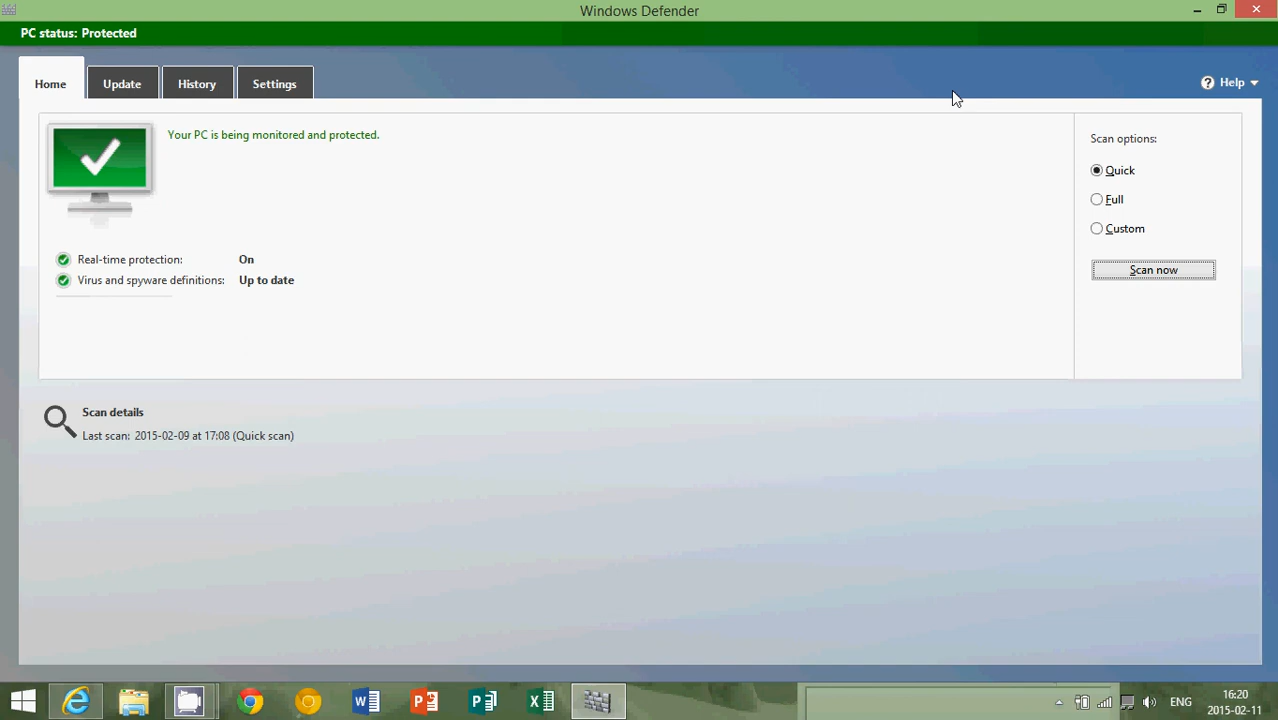 Windows Defender
PC status: Protected
Home
Update
History
Settings
Help
Your PC is being monitored and protected.
Real-time protection:
On
Virus and spyware definitions:
Up to date
Scan options:
Quick
Full
Custom
Scan now
Scan details
Last scan: 2015-02-09 at 17:08 (Quick scan)
ENG
16:20
2015-02-11